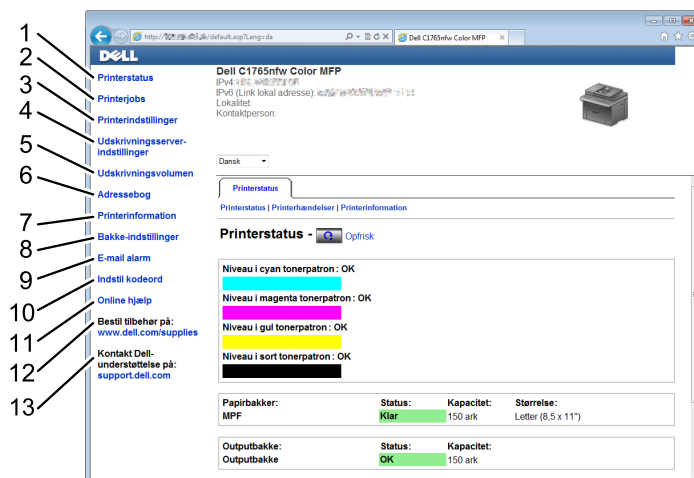 http://
/default.asp?Lang=da
Dell C1765nfw Color MFP
DELL
1
2
3
4
5
6
7
8
9
10
11
12
13
Printerstatus
Printerjobs
Printerindstillinger
Udskrivningsserver-
indstillinger
Udskrivningsvolumen
Adressebog
Printerinformation
Bakke-indstillinger
E-mail alarm
Indstil kodeord
Online hjælp
Bestil tilbehør på:
www.dell.com/supplies
Kontakt Dell-
understøttelse på:
support.dell.com
Dell C1765nfw Color MFP
IPv4:
IPv6 (Link lokal adresse):
Lokalitet:
Kontaktperson:
Dansk
Printerstatus
Printerstatus | Printerhændelser | Printerinformation
Printerstatus - Opfrisk
Niveau i cyan tonerpatron: OK
Niveau i magenta tonerpatron: OK
Niveau i gul tonerpatron: OK
Niveau i sort tonerpatron: OK
Papirbakker: Status: Kapacitet: Størrelse:
MPF Klar 150 ark Letter (8,5 x 11")
Outputbakke: Status: Kapacitet:
Outputbakke OK 150 ark